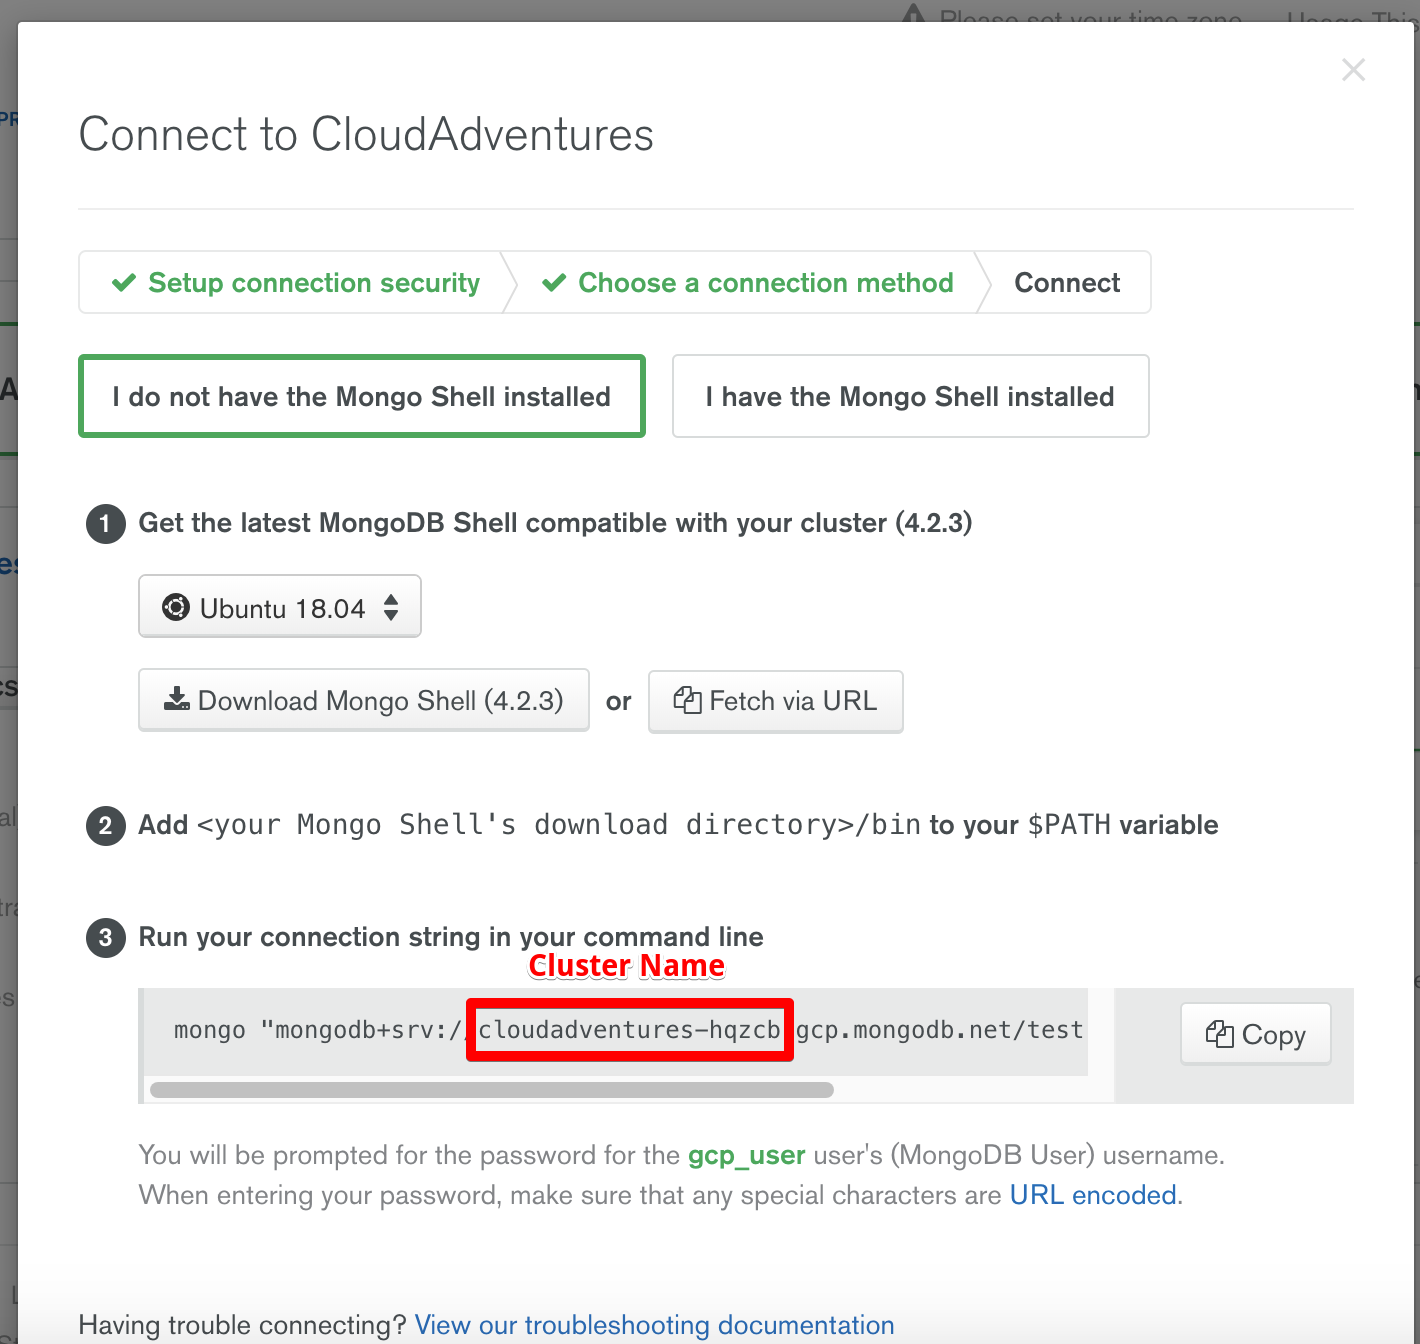 Please set your time zone
Usage This
PR
Connect to CloudAdventures
Setup connection security
Choose a connection method
Connect
I do not have the Mongo Shell installed
I have the Mongo Shell installed
1 Get the latest MongoDB Shell compatible with your cluster (4.2.3)
Ubuntu 18.04
Download Mongo Shell (4.2.3) or Fetch via URL
2 Add <your Mongo Shell's download directory>/bin to your $PATH variable
3 Run your connection string in your command line
Cluster Name
mongo "mongodb+srv://cloudadventures-hqzcb.gcp.mongodb.net/test
Copy
You will be prompted for the password for the gcp_user user's (MongoDB User) username.
When entering your password, make sure that any special characters are URL encoded.
Having trouble connecting? View our troubleshooting documentation